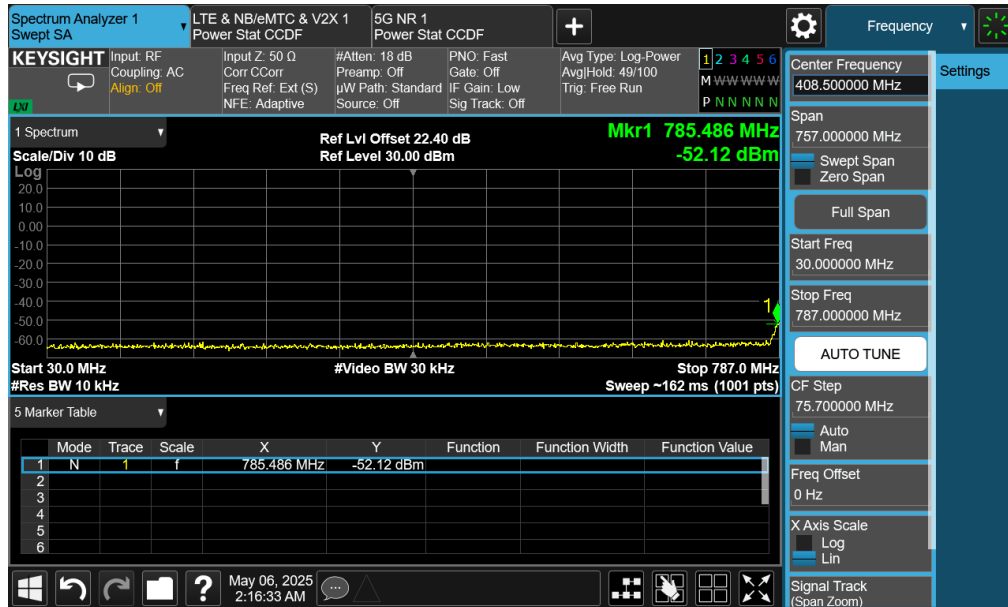 Spectrum Analyzer 1
Swept SA
LTE & NB/eMTC & V2X 1
Power Stat CCDF
5G NR 1
Power Stat CCDF
Frequency
KEYSIGHT
LXI
Input: RF
Coupling: AC
Align: Off
Input Z: 50 Ω
Corr CCorr
Freq Ref: Ext (S)
NFE: Adaptive
#Atten: 18 dB
Preamp: Off
µW Path: Standard
Source: Off
PNO: Fast
Gate: Off
IF Gain: Low
Sig Track: Off
Avg Type: Log-Power
Avg|Hold: 49/100
Trig: Free Run
1 2 3 4 5 6
M W W W W W
P N N N N N
1 Spectrum
Scale/Div 10 dB
Ref Lvl Offset 22.40 dB
Ref Level 30.00 dBm
Mkr1 785.486 MHz
-52.12 dBm
Log
20.0
10.0
0.00
-10.0
-20.0
-30.0
-40.0
-50.0
-60.0
1
Start 30.0 MHz
#Res BW 10 kHz
#Video BW 30 kHz
Stop 787.0 MHz
Sweep ~162 ms (1001 pts)
5 Marker Table
Mode Trace Scale X Y Function Function Width Function Value
1 N 1 f 785.486 MHz -52.12 dBm
2
3
4
5
6
May 06, 2025
2:16:33 AM
Center Frequency
408.500000 MHz
Settings
Span
757.000000 MHz
Swept Span
Zero Span
Full Span
Start Freq
30.000000 MHz
Stop Freq
787.000000 MHz
AUTO TUNE
CF Step
75.700000 MHz
Auto
Man
Freq Offset
0 Hz
X Axis Scale
Log
Lin
Signal Track
(Span Zoom)